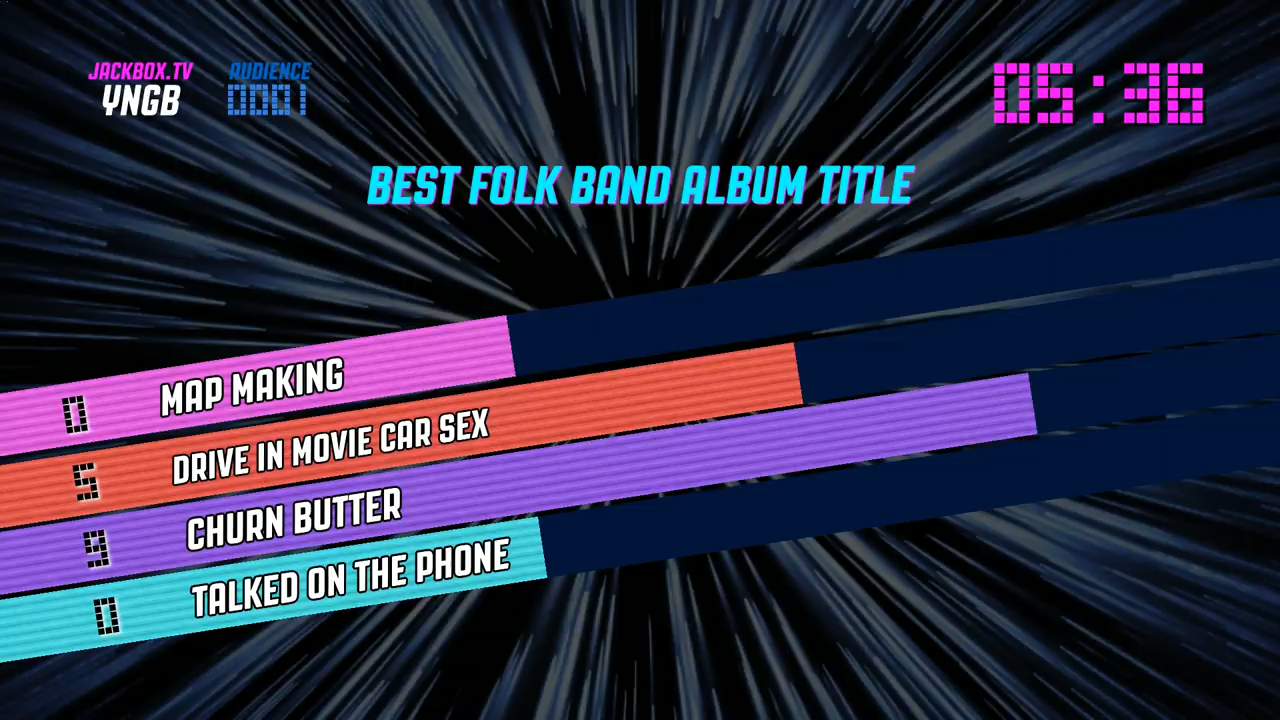 JACKBOX.TV
YNGB
AUDIENCE
0001
05:36
BEST FOLK BAND ALBUM TITLE
0 MAP MAKING
5 DRIVE IN MOVIE CAR SEX
9 CHURN BUTTER
0 TALKED ON THE PHONE